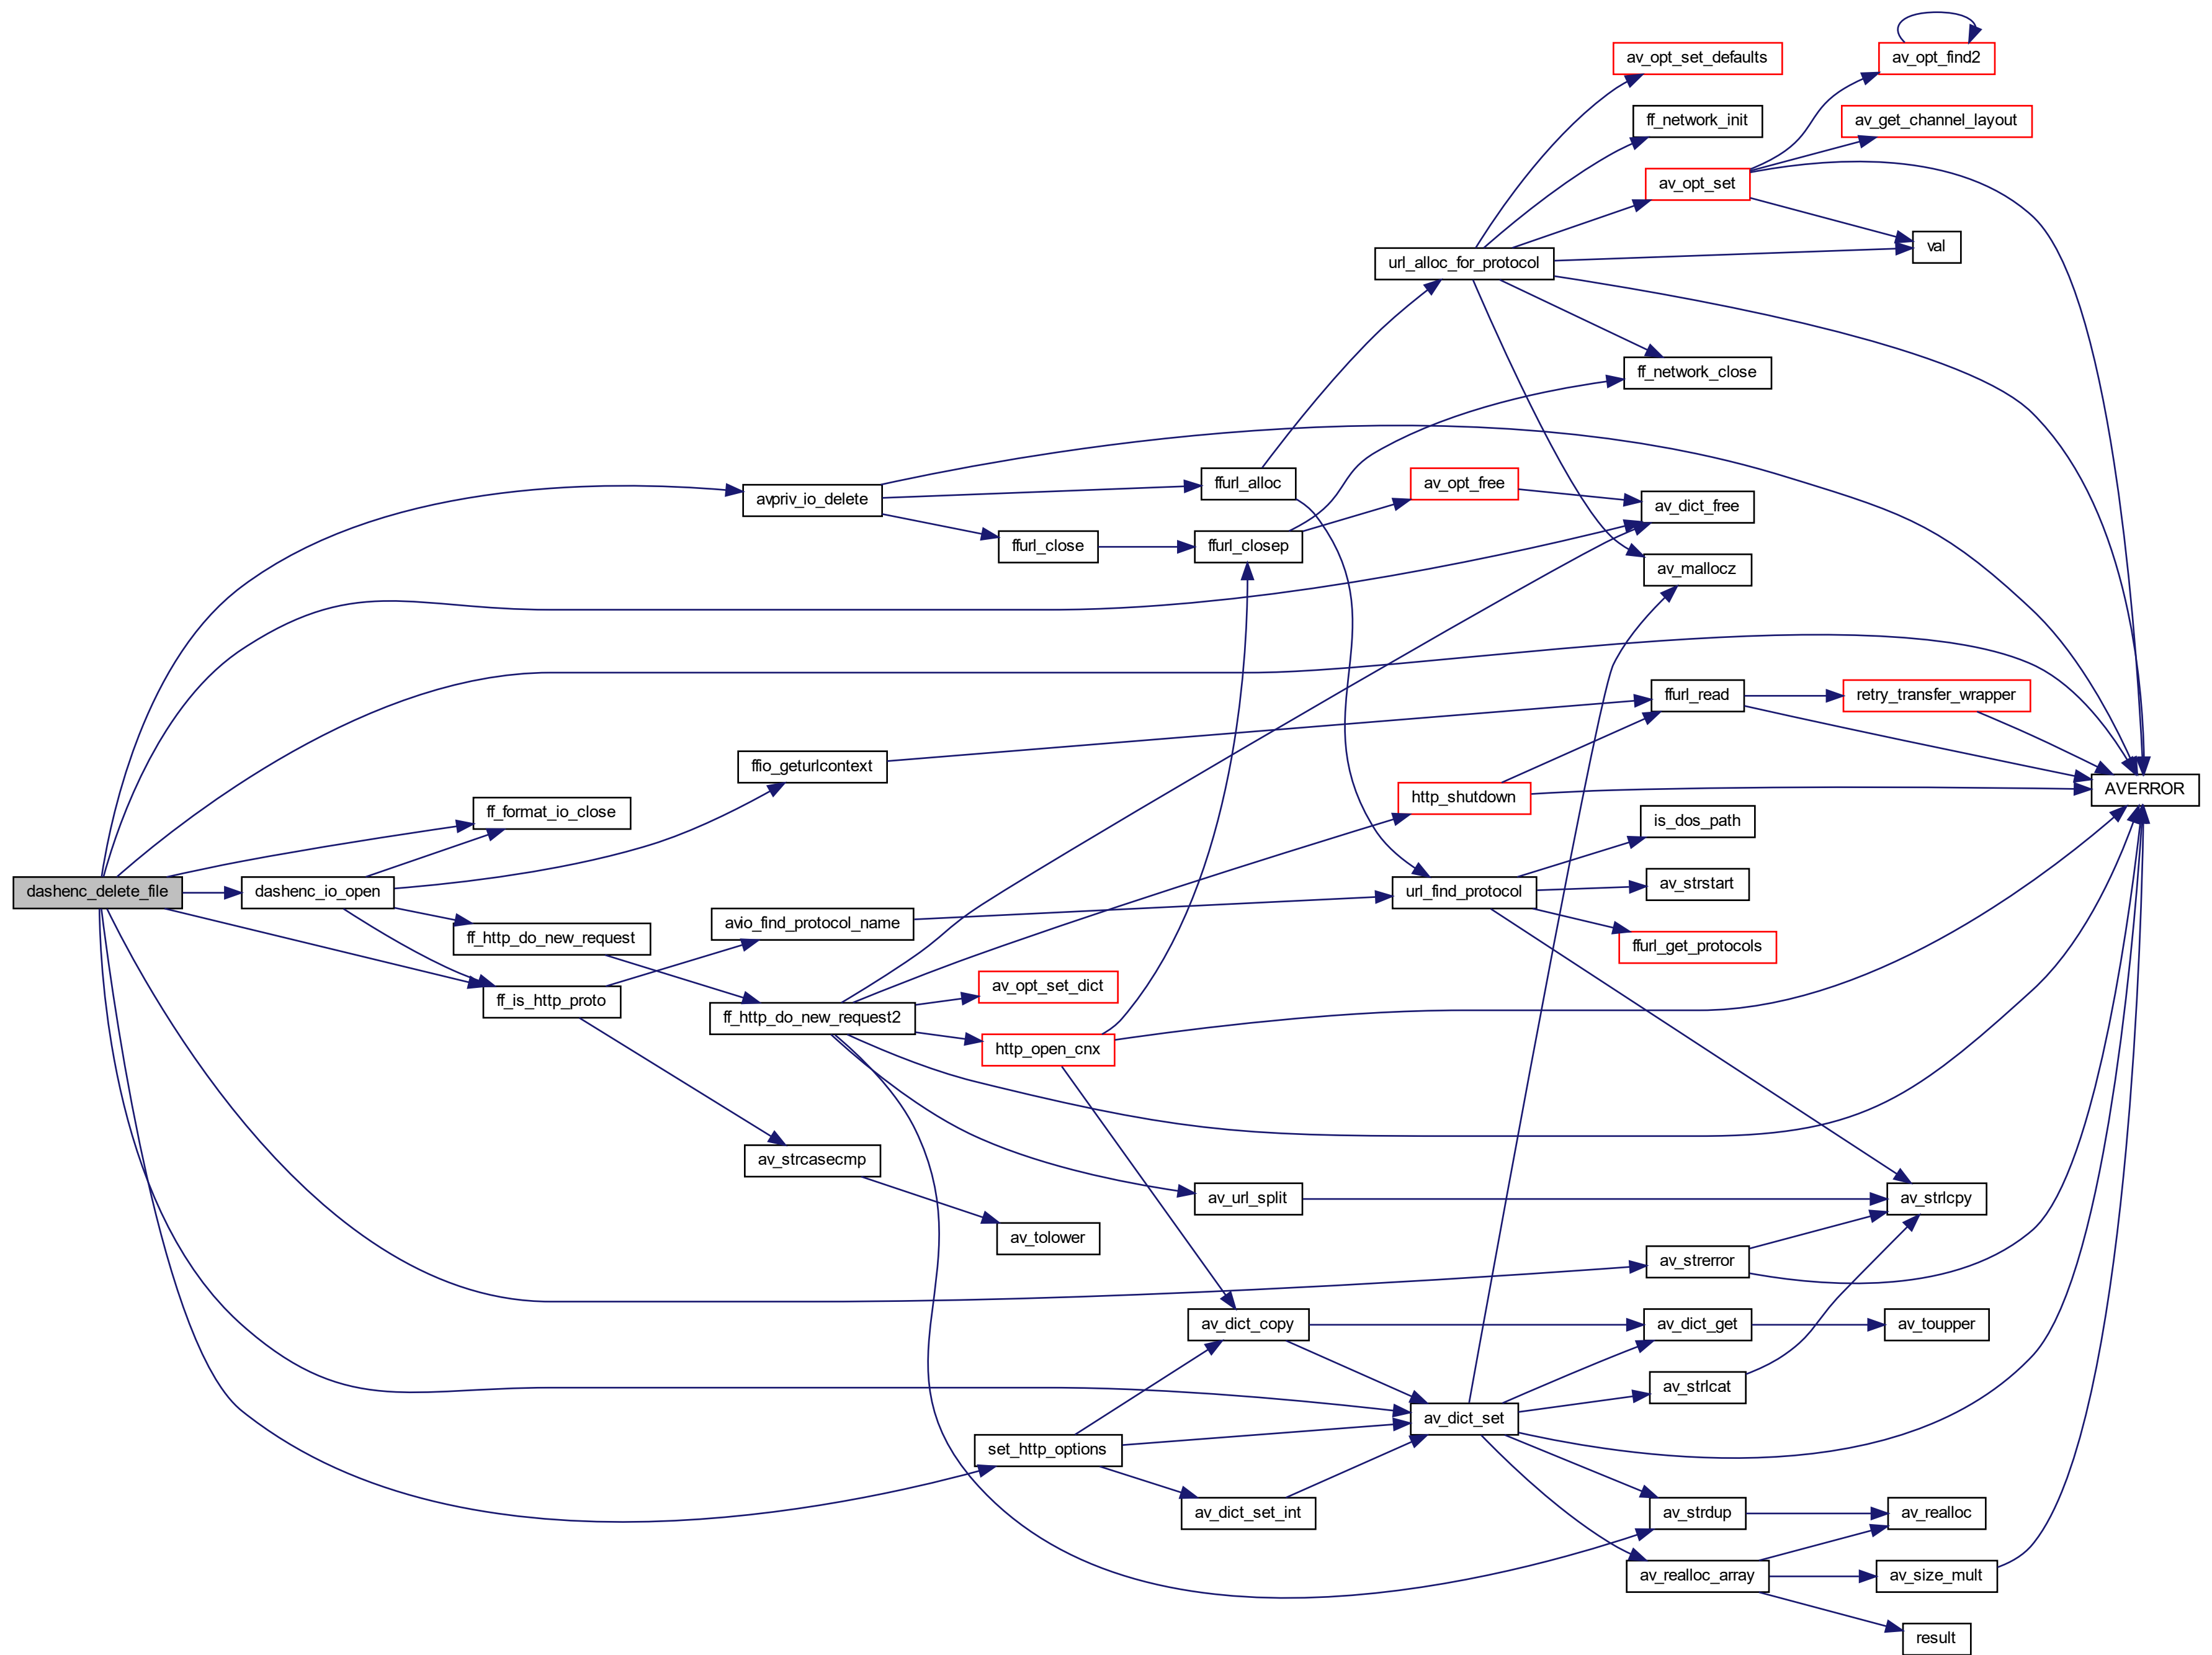 av_opt_set_defaults
av_opt_find2
ff_network_init
av_get_channel_layout
av_opt_set
val
url_alloc_for_protocol
ff_network_close
ffurl_alloc
av_opt_free
avpriv_io_delete
av_dict_free
ffurl_close
ffurl_closep
av_mallocz
ffurl_read
retry_transfer_wrapper
ffio_geturlcontext
http_shutdown
AVERROR
ff_format_io_close
is_dos_path
dashenc_delete_file
dashenc_io_open
url_find_protocol
av_strstart
avio_find_protocol_name
ff_http_do_new_request
ffurl_get_protocols
av_opt_set_dict
ff_is_http_proto
ff_http_do_new_request2
http_open_cnx
av_strcasecmp
av_url_split
av_strlcpy
av_tolower
av_strerror
av_dict_copy
av_dict_get
av_toupper
av_strlcat
av_dict_set
set_http_options
av_dict_set_int
av_strdup
av_realloc
av_realloc_array
av_size_mult
result